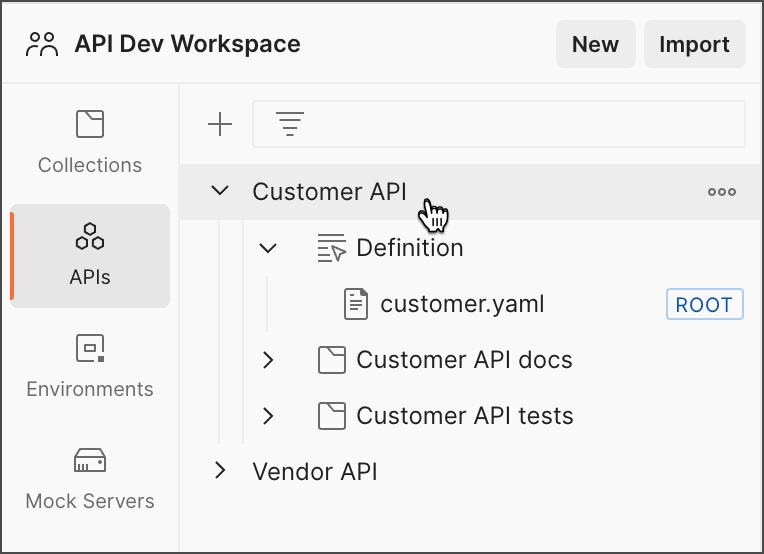 API Dev Workspace
New
Import
Collections
APIs
Environments
Mock Servers
Customer API
Definition
customer.yaml
ROOT
Customer API docs
Customer API tests
Vendor API